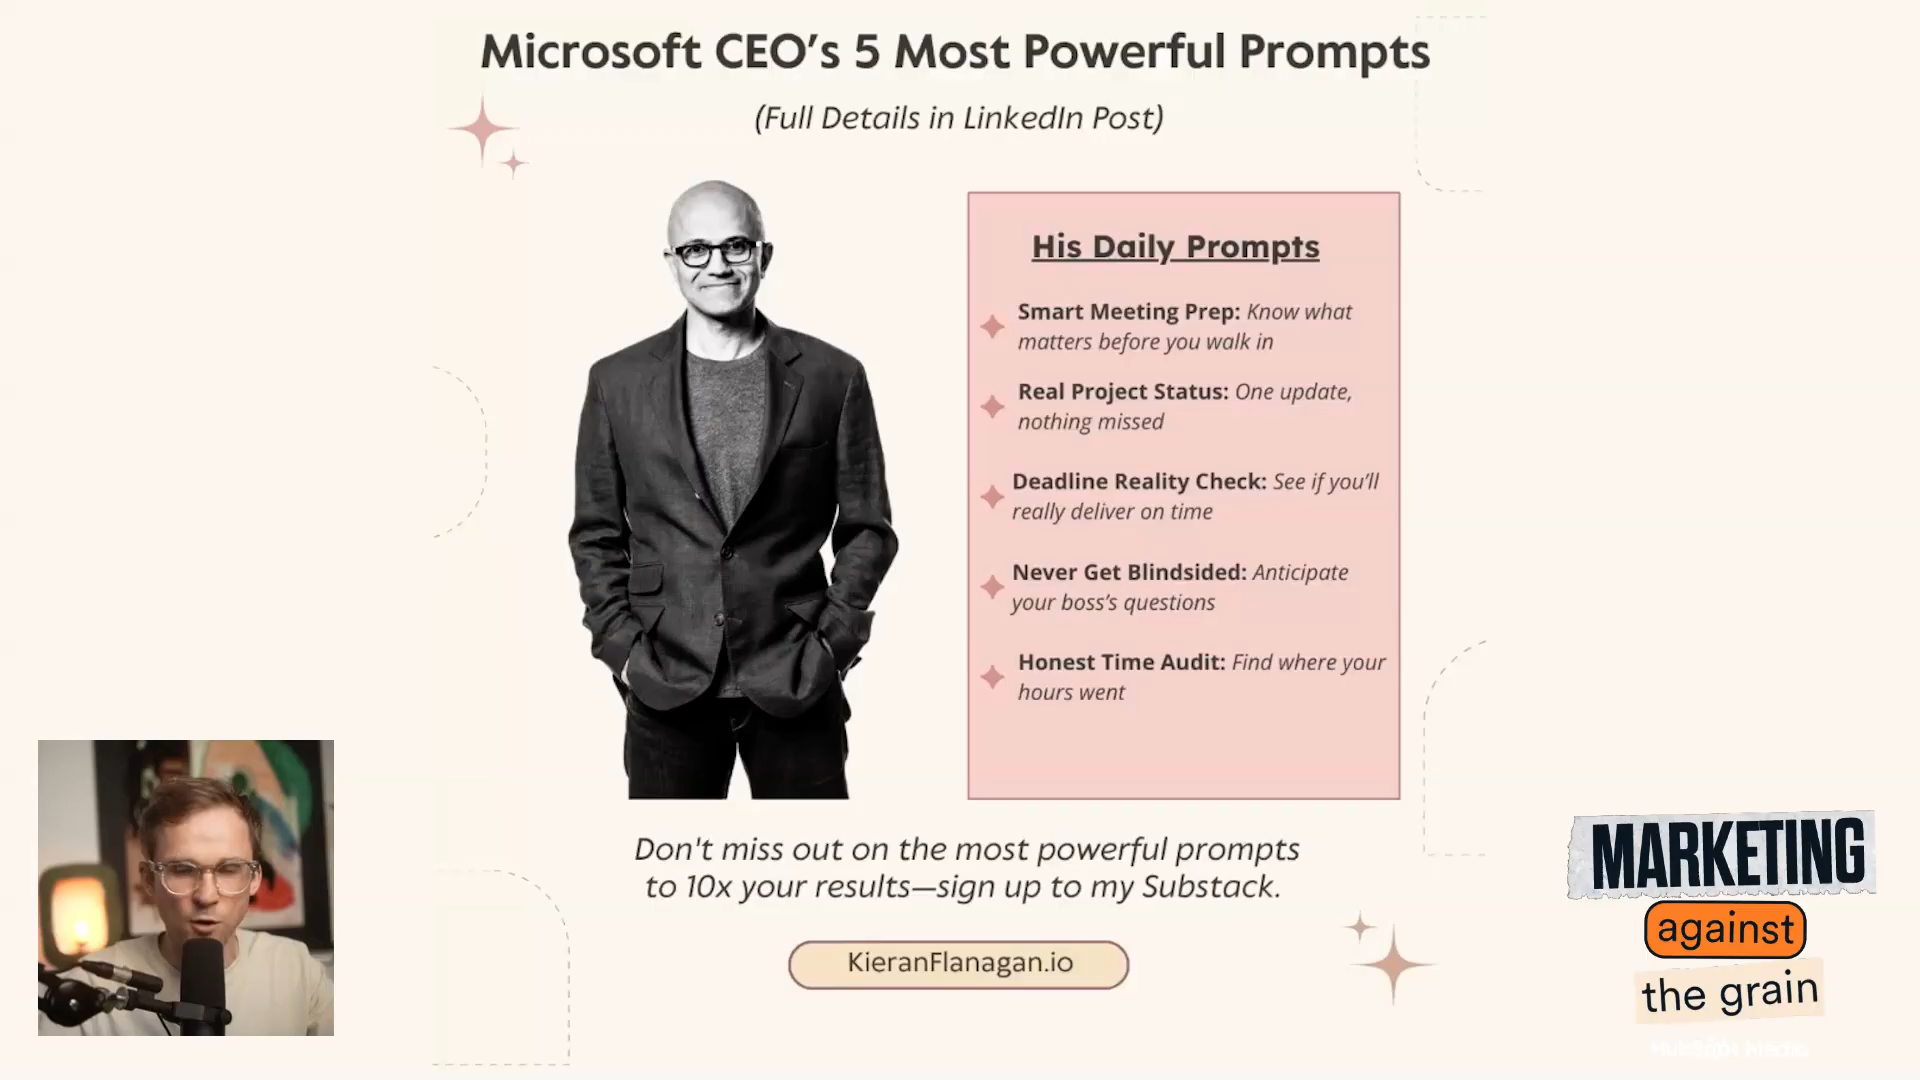 Microsoft CEO's 5 Most Powerful Prompts
(Full Details in LinkedIn Post)
His Daily Prompts
Smart Meeting Prep: Know what
matters before you walk in
Real Project Status: One update,
nothing missed
Deadline Reality Check: See if you'll
really deliver on time
Never Get Blindsided: Anticipate
your boss's questions
Honest Time Audit: Find where your
hours went
Don't miss out on the most powerful prompts
to 10x your results—sign up to my Substack.
KieranFlanagan.io
MARKETING
against
the grain